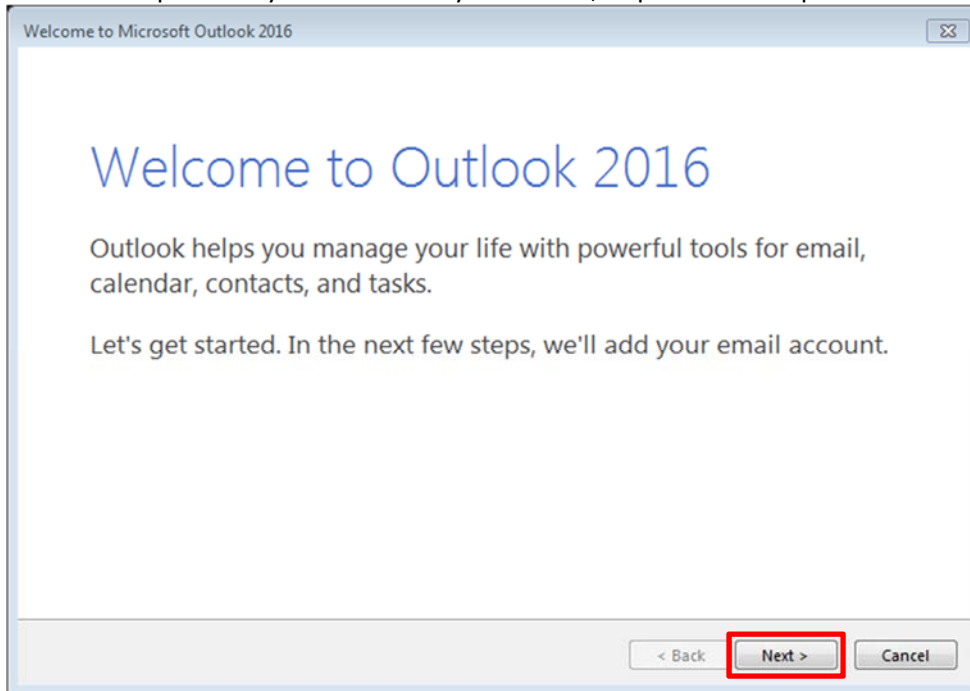 Welcome to Microsoft Outlook 2016
Welcome to Outlook 2016
Outlook helps you manage your life with powerful tools for email,
calendar, contacts, and tasks.
Let's get started. In the next few steps, we'll add your email account.
< Back Next > Cancel